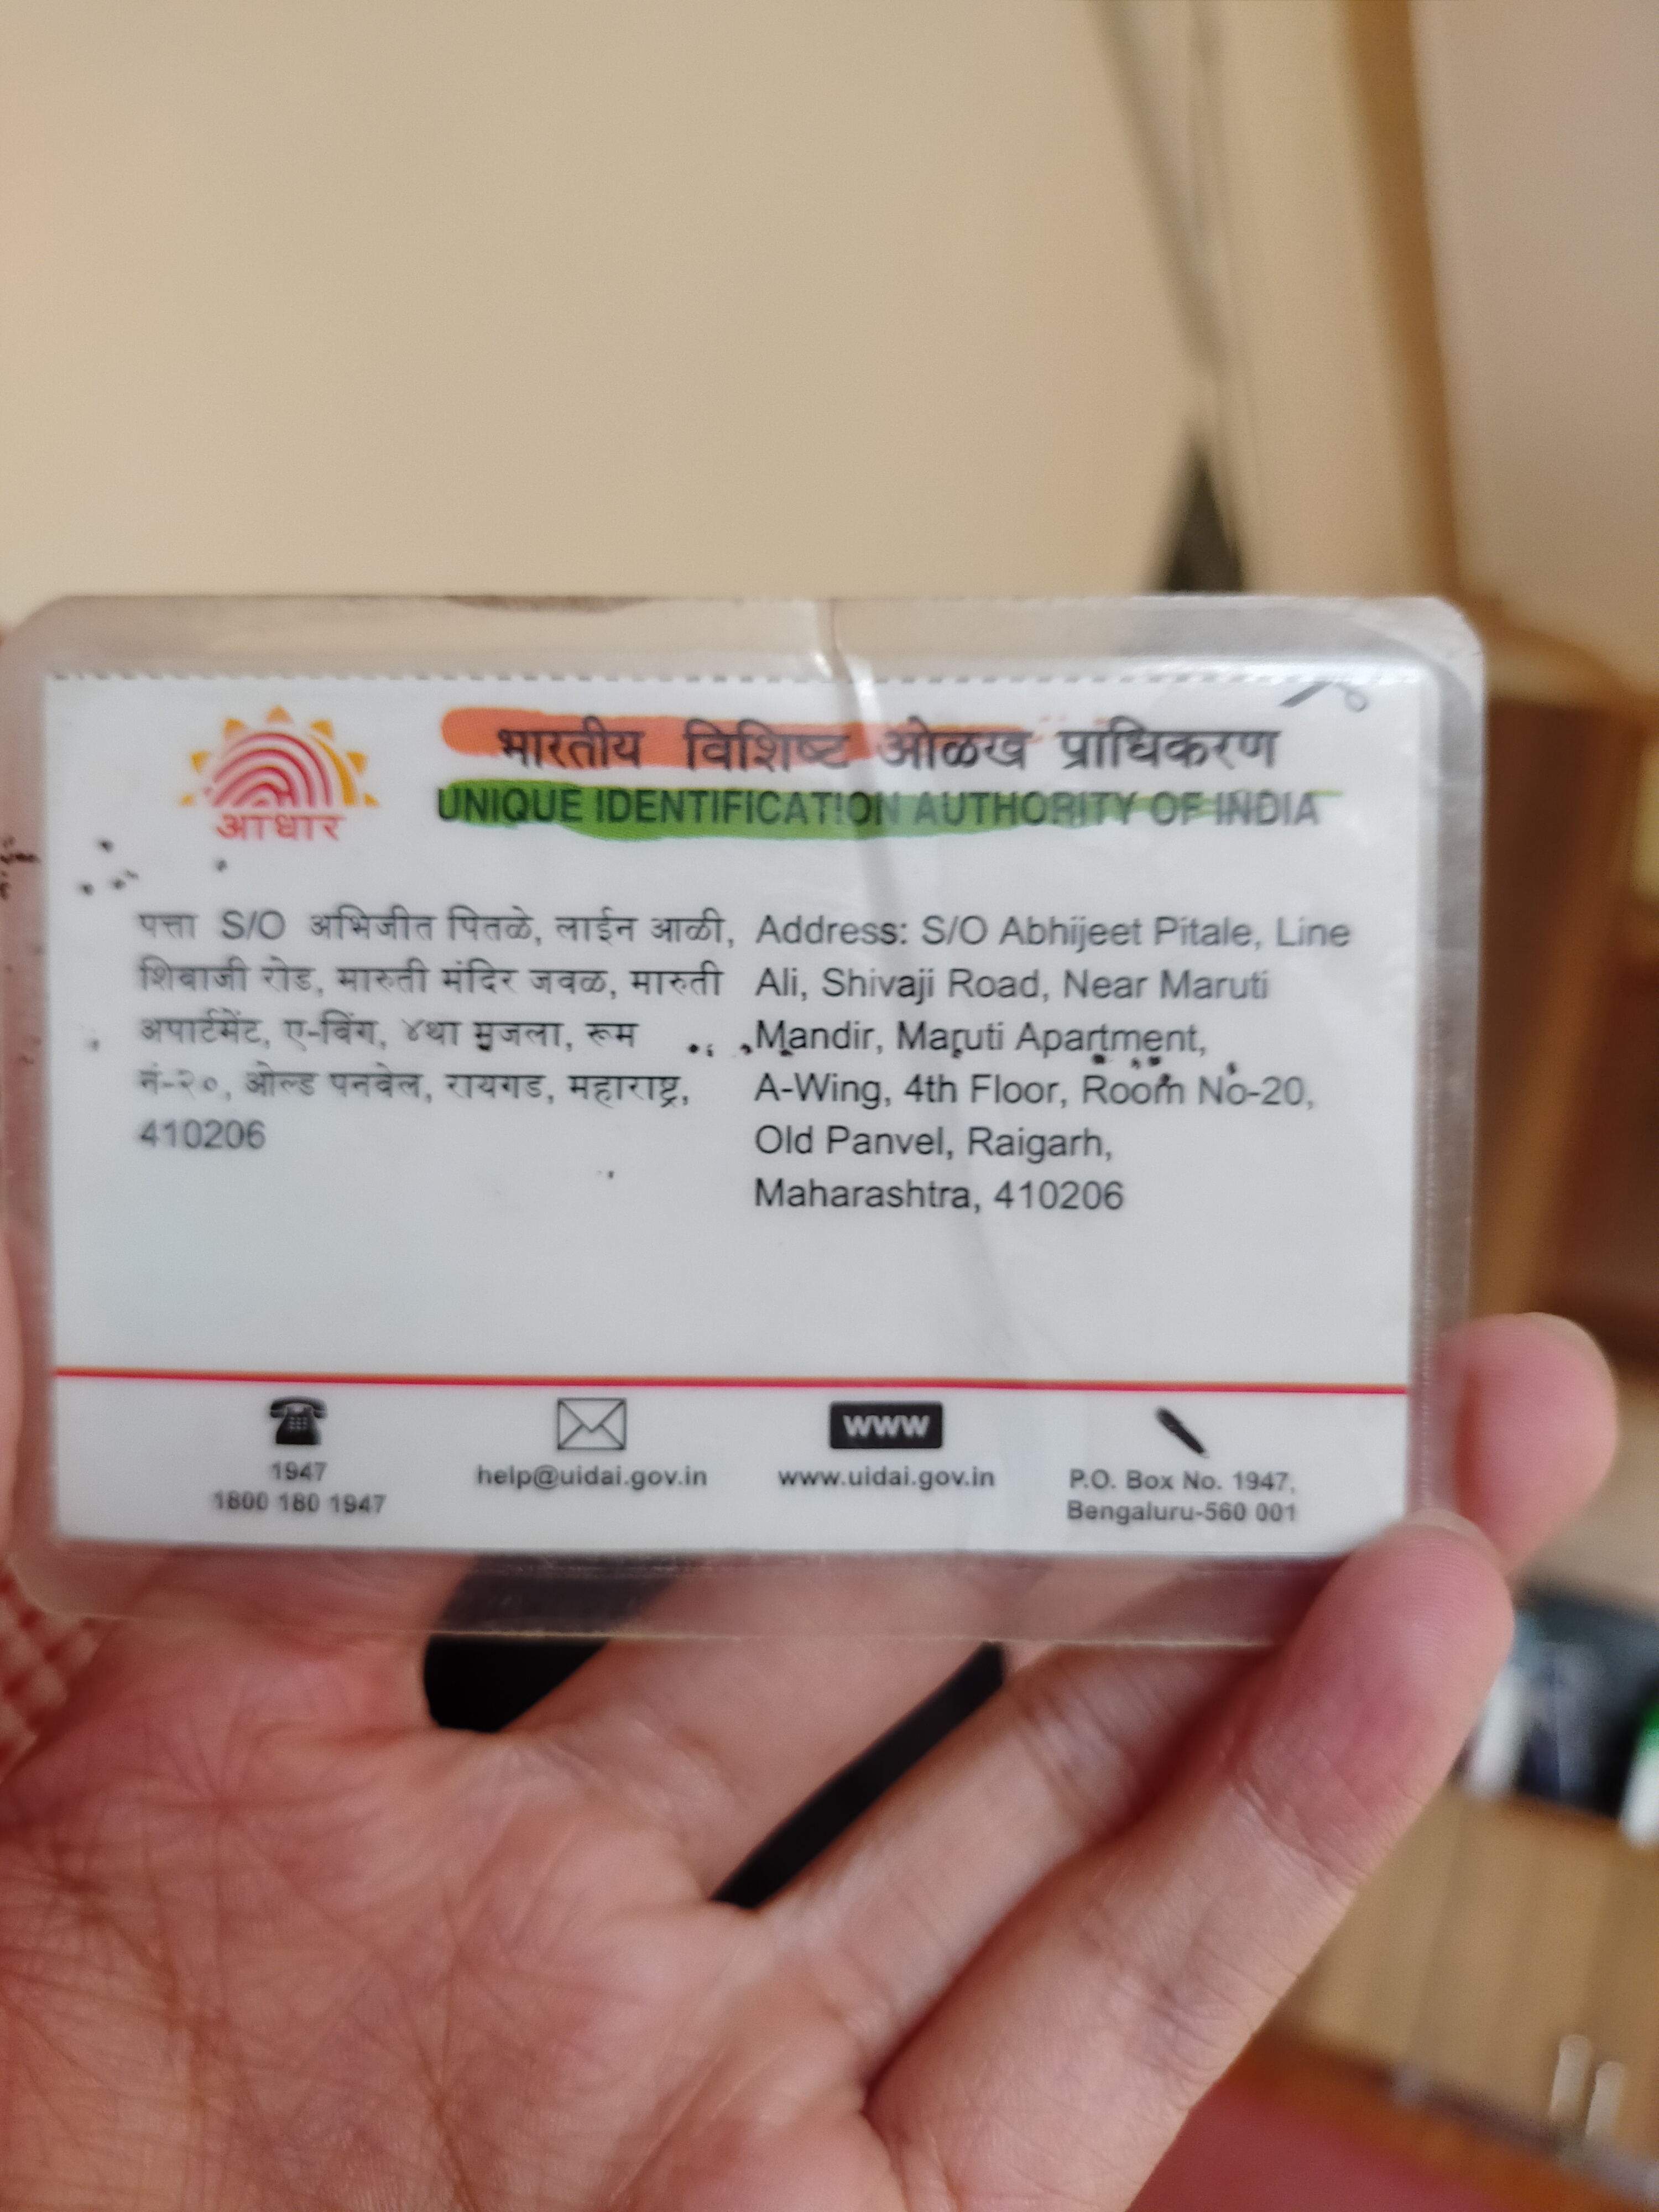 आधार
भारतीय विशिष्ट ओळख प्राधिकरण
UNIQUE IDENTIFICATION AUTHORITY OF INDIA
पत्ता S/O अभिजीत पितळे, लाईन आळी,
शिवाजी रोड, मारुती मंदिर जवळ, मारुती
अपार्टमेंट, ए-विंग, ४था मुजला, रूम
नं-२०, ओल्ड पनवेल, रायगड, महाराष्ट्र,
410206
Address: S/O Abhijeet Pitale, Line
Ali, Shivaji Road, Near Maruti
Mandir, Maruti Apartment,
A-Wing, 4th Floor, Room No-20,
Old Panvel, Raigarh,
Maharashtra, 410206
1947
1800 180 1947
help@uidai.gov.in
WWW
www.uidai.gov.in
P.O. Box No. 1947,
Bengaluru-560 001